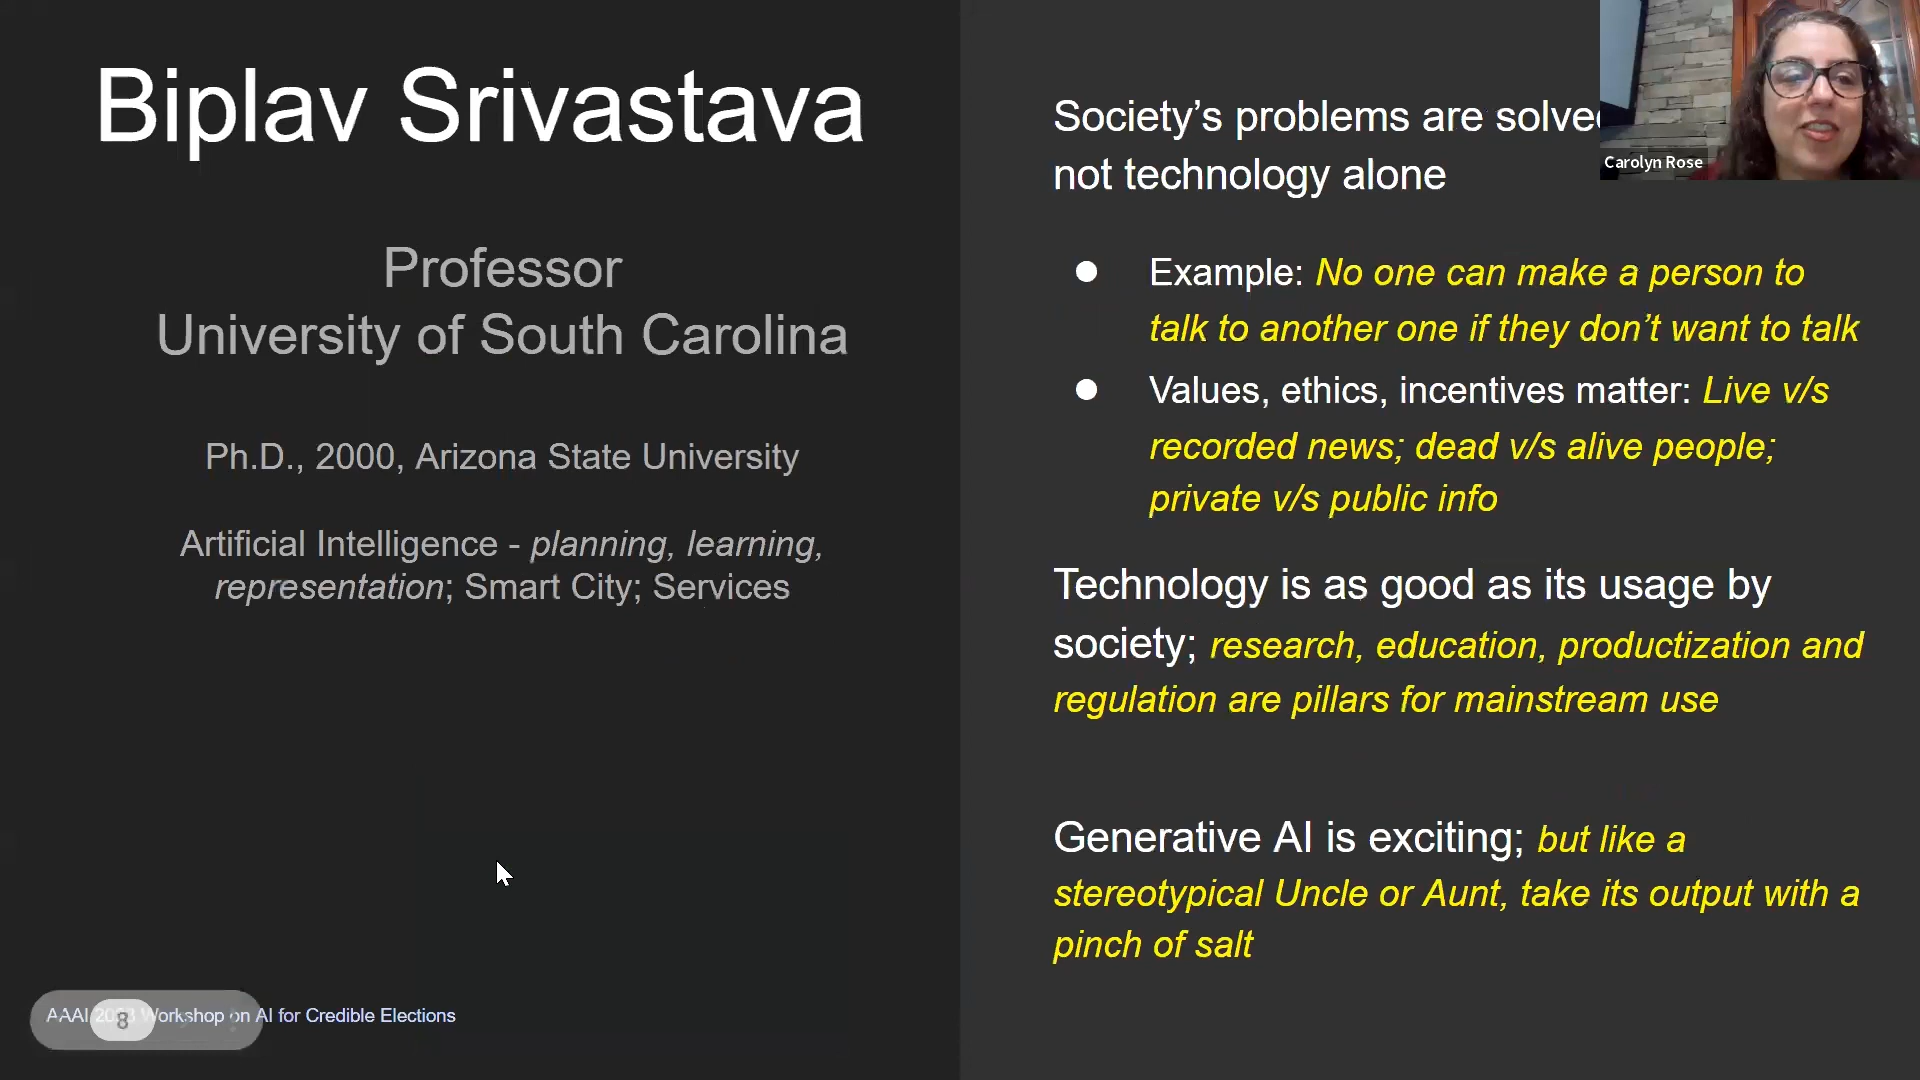 Biplav Srivastava
Professor
University of South Carolina
Ph.D., 2000, Arizona State University
Artificial Intelligence - planning, learning,
representation; Smart City; Services
AAAI Workshop on AI for Credible Elections
8
Society’s problems are
not technology alone
● Example: No one can make a person to
talk to another one if they don’t want to talk
● Values, ethics, incentives matter: Live v/s
recorded news; dead v/s alive people;
private v/s public info
Technology is as good as its usage by
society; research, education, productization and
regulation are pillars for mainstream use
Generative AI is exciting; but like a
stereotypical Uncle or Aunt, take its output with a
pinch of salt
Carolyn Rose